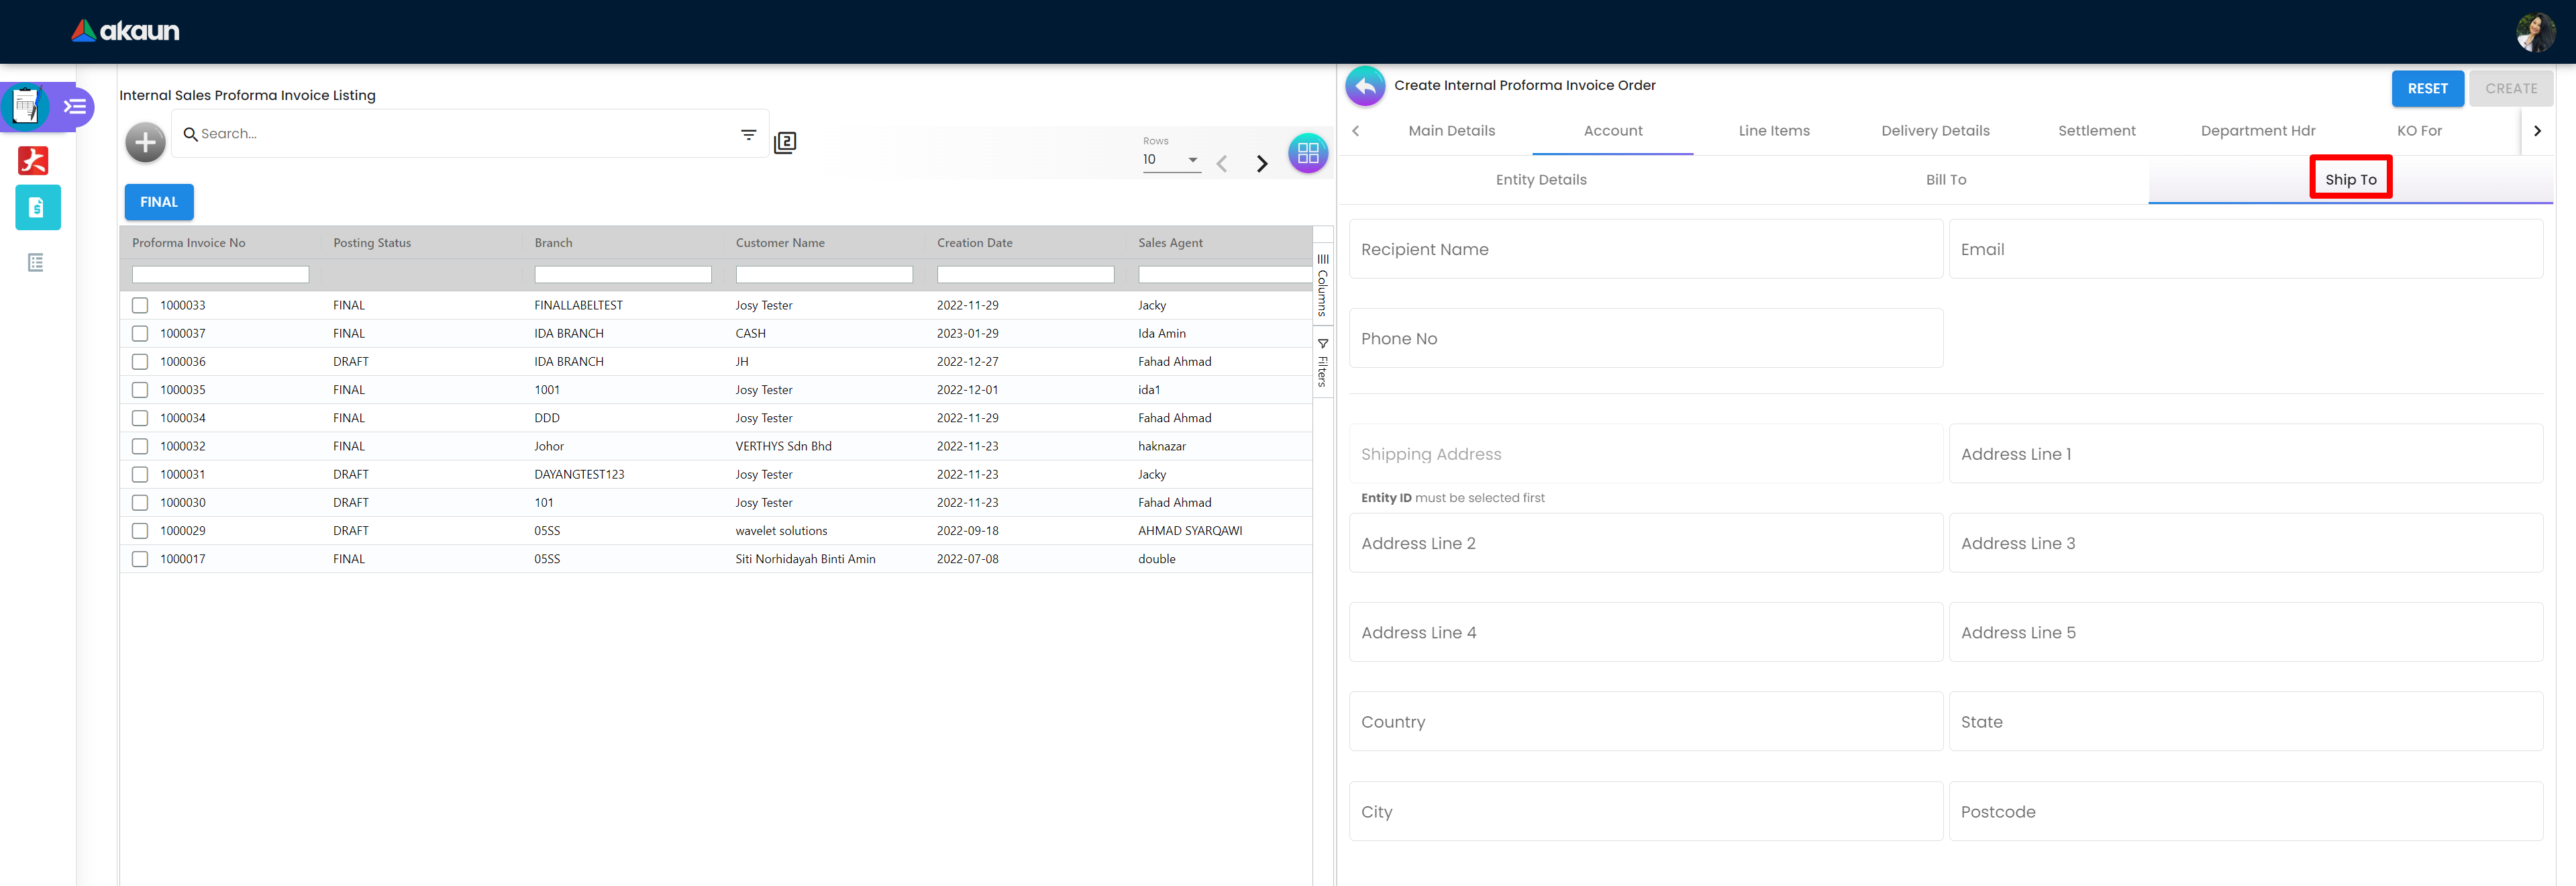 akaun
Internal Sales Proforma Invoice Listing
Search...
2
Rows
10
FINAL
Proforma Invoice No Posting Status Branch Customer Name Creation Date Sales Agent
1000033 FINAL FINALLABELTEST Josy Tester 2022-11-29 Jacky
1000037 FINAL IDA BRANCH CASH 2023-01-29 Ida Amin
1000036 DRAFT IDA BRANCH JH 2022-12-27 Fahad Ahmad
1000035 FINAL 1001 Josy Tester 2022-12-01 ida1
1000034 FINAL DDD Josy Tester 2022-11-29 Fahad Ahmad
1000032 FINAL Johor VERTHYS Sdn Bhd 2022-11-23 haknazar
1000031 DRAFT DAYANGTEST123 Josy Tester 2022-11-23 Jacky
1000030 DRAFT 101 Josy Tester 2022-11-23 Fahad Ahmad
1000029 DRAFT 05SS wavelet solutions 2022-09-18 AHMAD SYARQAWI
1000017 FINAL 05SS Siti Norhidayah Binti Amin 2022-07-08 double
Columns
Filters
Create Internal Proforma Invoice Order
RESET CREATE
Main Details Account Line Items Delivery Details Settlement Department Hdr KO For
Entity Details Bill To Ship To
Recipient Name Email
Phone No
Shipping Address Address Line 1
Entity ID must be selected first
Address Line 2 Address Line 3
Address Line 4 Address Line 5
Country State
City Postcode